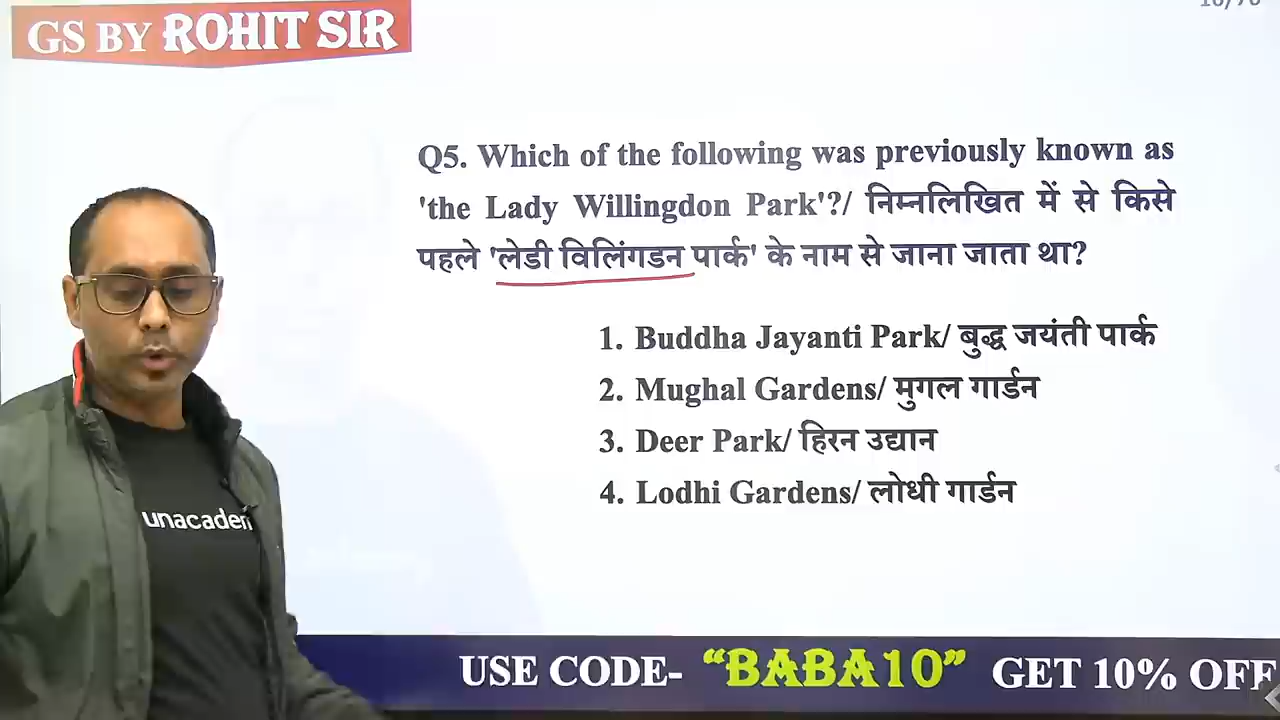 GS BY ROHIT SIR
Q5. Which of the following was previously known as
'the Lady Willingdon Park'?/ निम्नलिखित में से किसे
पहले 'लेडी विलिंगडन पार्क' के नाम से जाना जाता था?
1. Buddha Jayanti Park/ बुद्ध जयंती पार्क
2. Mughal Gardens/ मुगल गार्डन
3. Deer Park/ हिरन उद्यान
4. Lodhi Gardens/ लोधी गार्डन
unacadem
USE CODE- “BABA10” GET 10% OFF